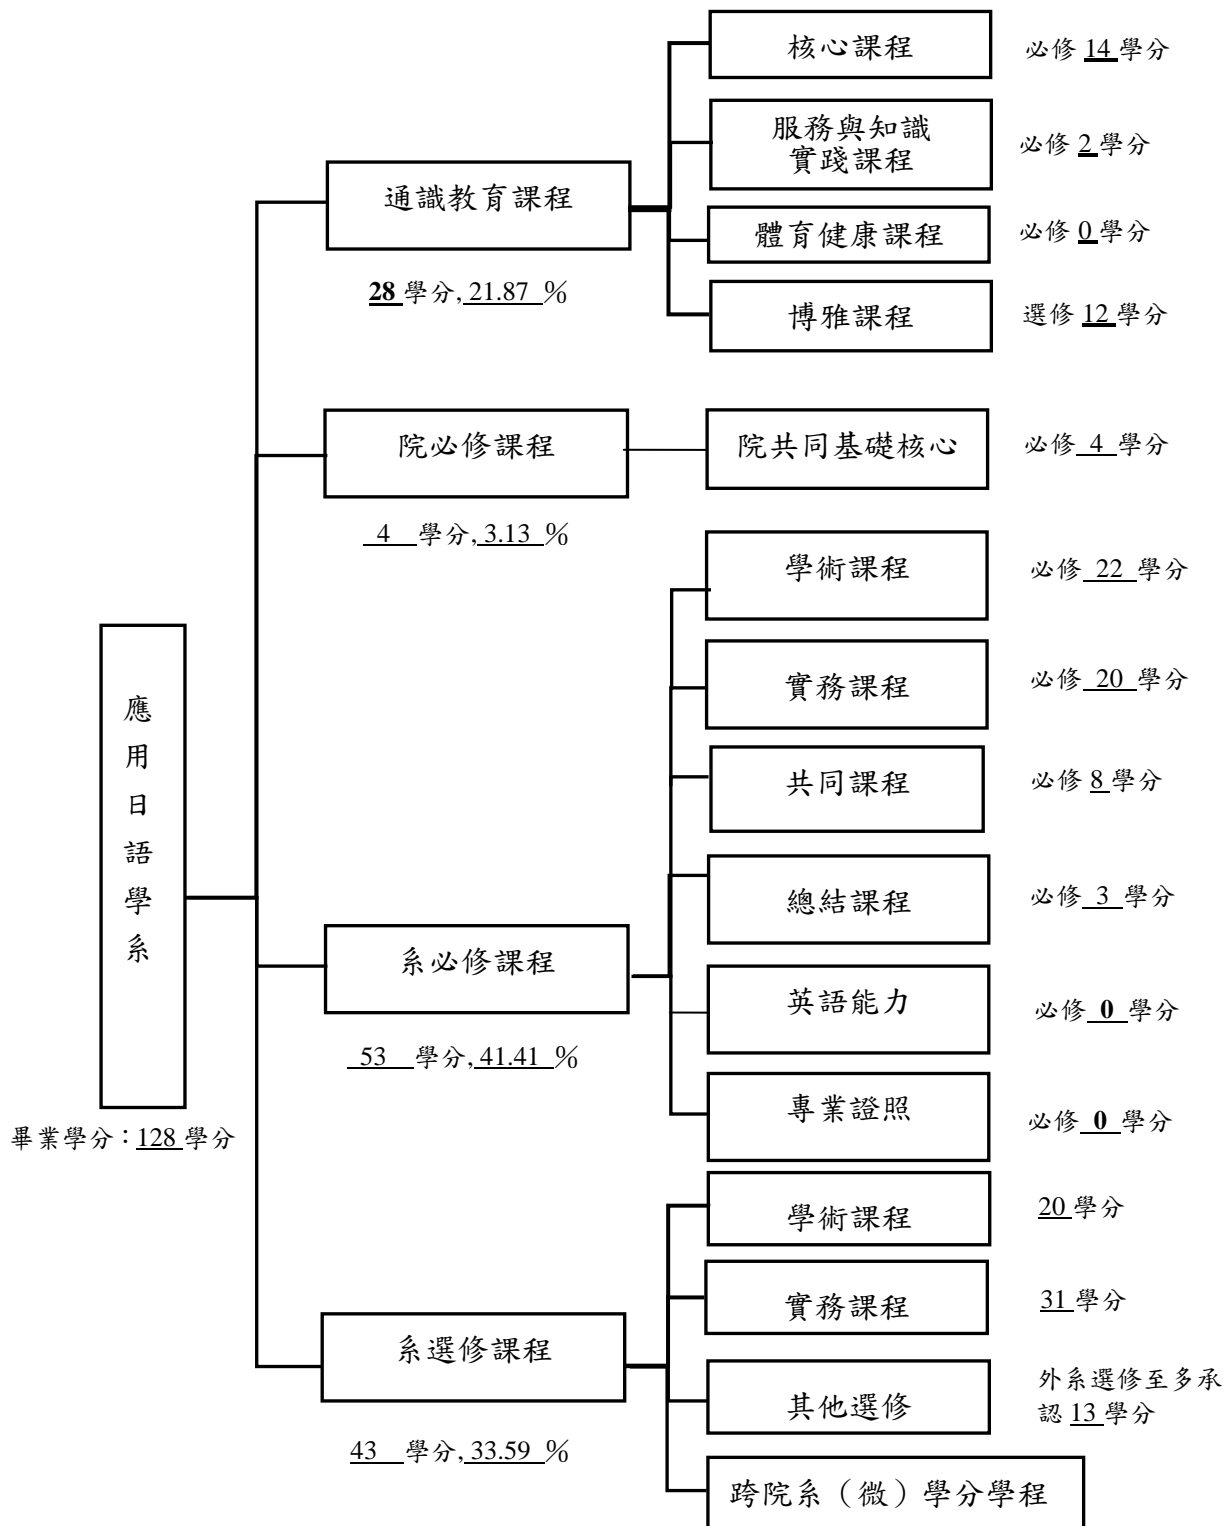 核心課程
必修 14 學分
服務與知識
實踐課程
必修 2 學分
通識教育課程
體育健康課程
必修 0 學分
28 學分, 21.87 %
博雅課程
選修 12 學分
院必修課程
院共同基礎核心
必修 4 學分
4 學分, 3.13 %
學術課程
必修 22 學分
應用日語學系
畢業學分：128 學分
實務課程
必修 20 學分
共同課程
必修 8 學分
總結課程
必修 3 學分
系必修課程
53 學分, 41.41 %
英語能力
必修 0 學分
專業證照
必修 0 學分
學術課程
20 學分
實務課程
31 學分
系選修課程
43 學分, 33.59 %
其他選修
外系選修至多承
認 13 學分
跨院系（微）學分學程